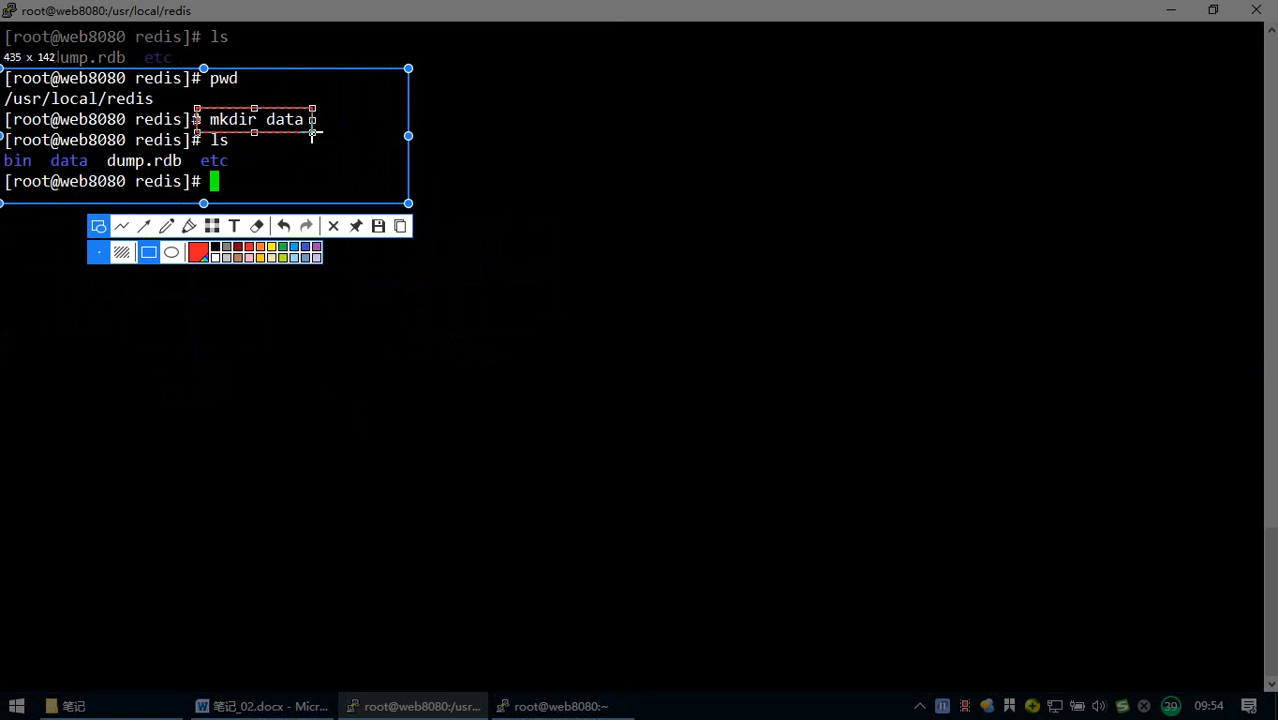 root@web8080:/usr/local/redis
[root@web8080 redis]# ls
435 x 142
dump.rdb etc
[root@web8080 redis]# pwd
/usr/local/redis
[root@web8080 redis]# mkdir data
[root@web8080 redis]# ls
bin data dump.rdb etc
[root@web8080 redis]#
T
笔记
笔记_02.docx - Micr...
root@web8080:/usr...
root@web8080:~
39
09:54